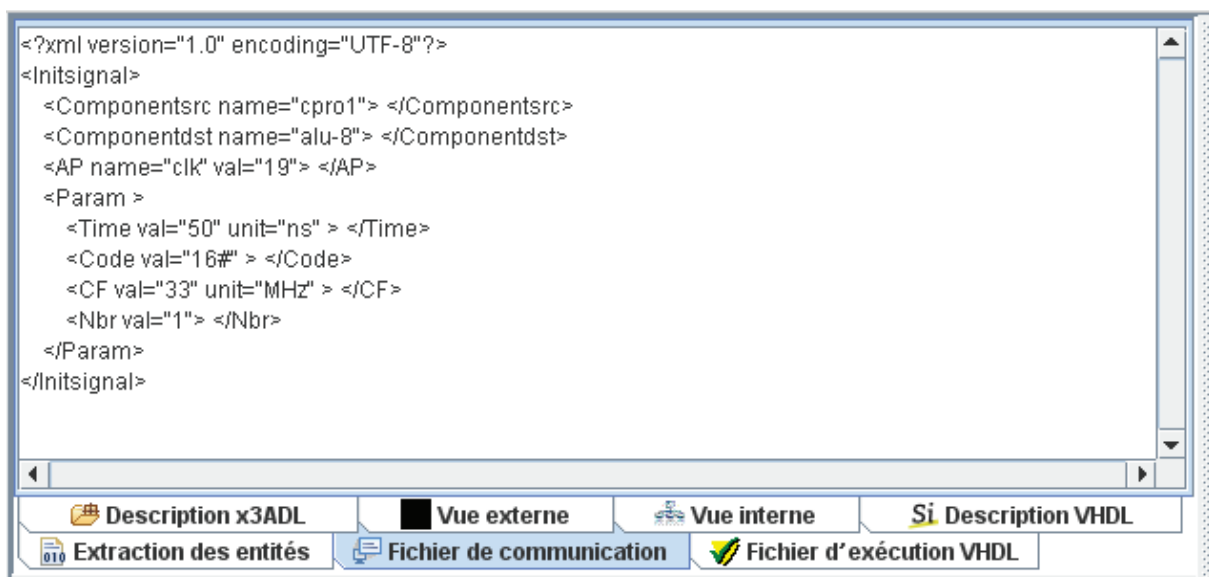 <?xml version="1.0" encoding="UTF-8"?>
<Initsignal>
<Componentsrc name="cpro1"> </Componentsrc>
<Componentdst name="alu-8"> </Componentdst>
<AP name="clk" val="19"> </AP>
<Param >
<Time val="50" unit="ns" > </Time>
<Code val="16#" > </Code>
<CF val="33" unit="MHz" > </CF>
<Nbr val="1"> </Nbr>
</Param>
</Initsignal>
Description x3ADL Vue externe Vue interne Si Description VHDL
010 Extraction des entités Fichier de communication Fichier d'exécution VHDL